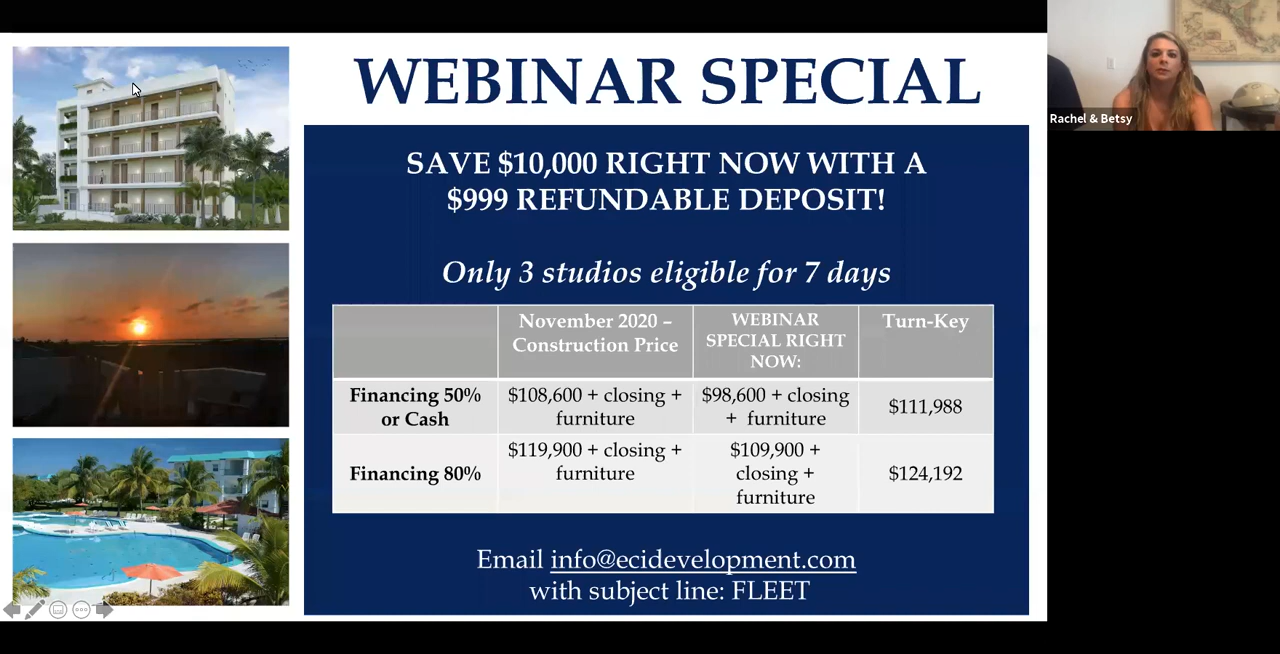 WEBINAR SPECIAL
SAVE $10,000 RIGHT NOW WITH A
$999 REFUNDABLE DEPOSIT!
Only 3 studios eligible for 7 days
November 2020 –
Construction Price
WEBINAR
SPECIAL RIGHT
NOW:
Turn-Key
Financing 50%
or Cash
$108,600 + closing +
furniture
$98,600 + closing
+ furniture
$111,988
Financing 80%
$119,900 + closing +
furniture
$109,900 +
closing +
furniture
$124,192
Email info@ecidevelopment.com
with subject line: FLEET
Rachel & Betsy